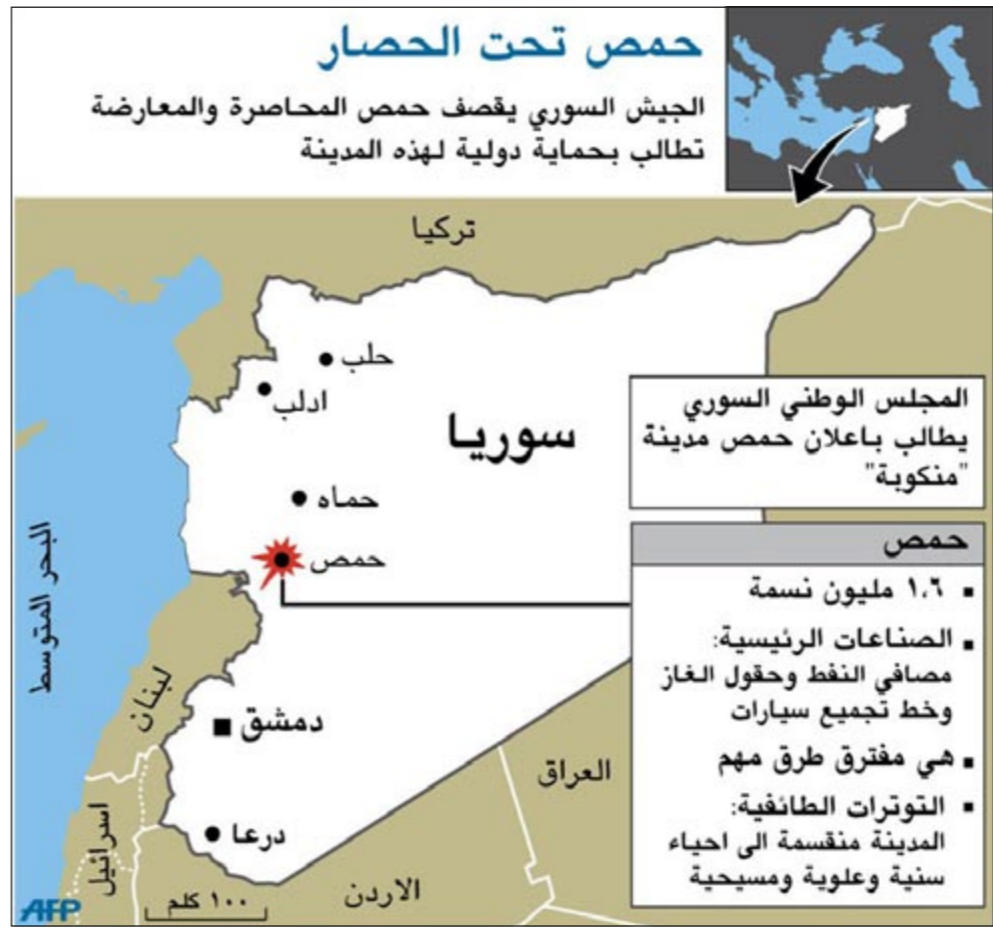 حمص تحت الحصار
الجيش السوري يقصف حمص المحاصرة والمعارضة
تطالب بحماية دولية لهذه المدينة
تركيا
حلب
ادلب
سوريا
حماه
حمص
البحر المتوسط
لبنان
دمشق
درعا
اسرائيل
العراق
الاردن
١٠٠ كلم
AFP
المجلس الوطني السوري
يطالب باعلان حمص مدينة
"منكوبة"
حمص
▪ ١،٦ مليون نسمة
▪ الصناعات الرئيسية:
مصافي النفط وحقول الغاز
وخط تجميع سيارات
▪ هي مفترق طرق مهم
▪ التوترات الطائفية:
المدينة منقسمة الى احياء
سنية وعلوية ومسيحية